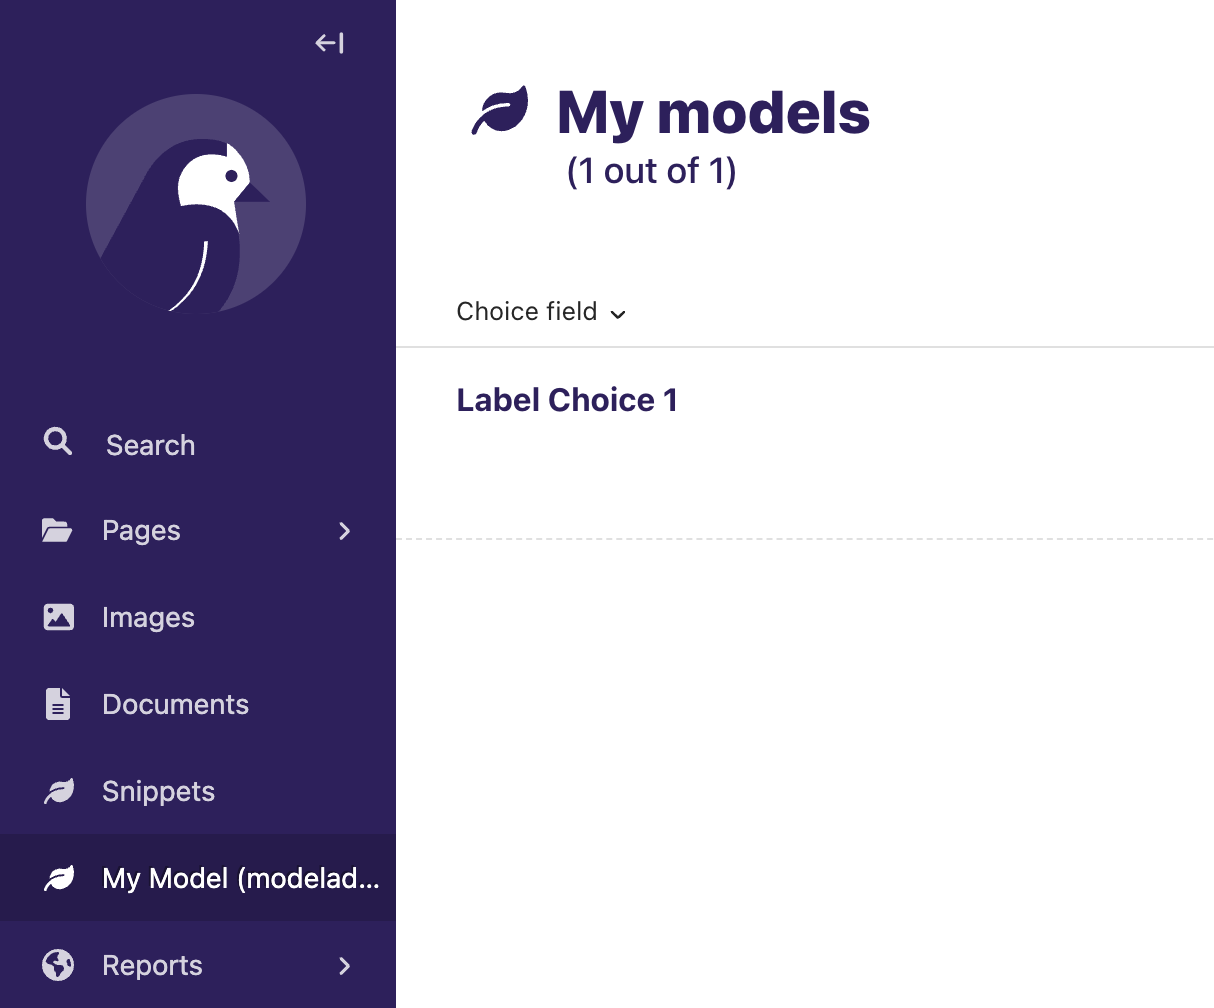 My models
(1 out of 1)
Choice field
Label Choice 1
Search
Pages
Images
Documents
Snippets
My Model (modelad...
Reports